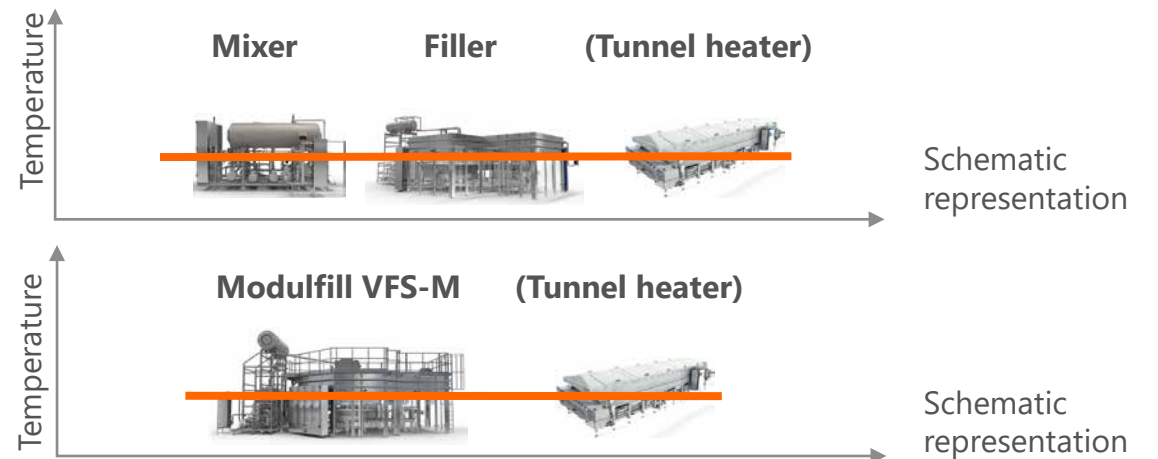 Temperature
Mixer Filler (Tunnel heater)
Schematic
representation
Temperature
Modulfill VFS-M (Tunnel heater)
Schematic
representation